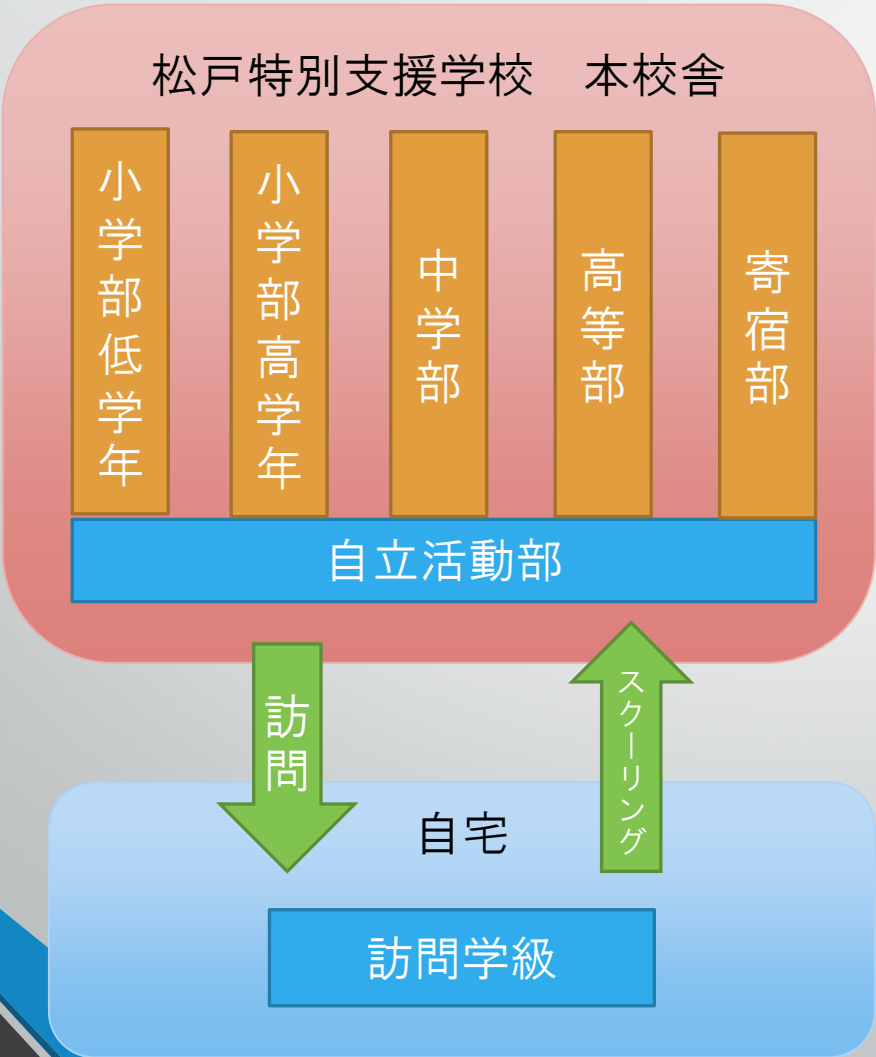 松戸特別支援学校　本校舎
小学部低学年
小学部高学年
中学部
高等部
寄宿部
自立活動部
訪問
スクーリング
自宅
訪問学級